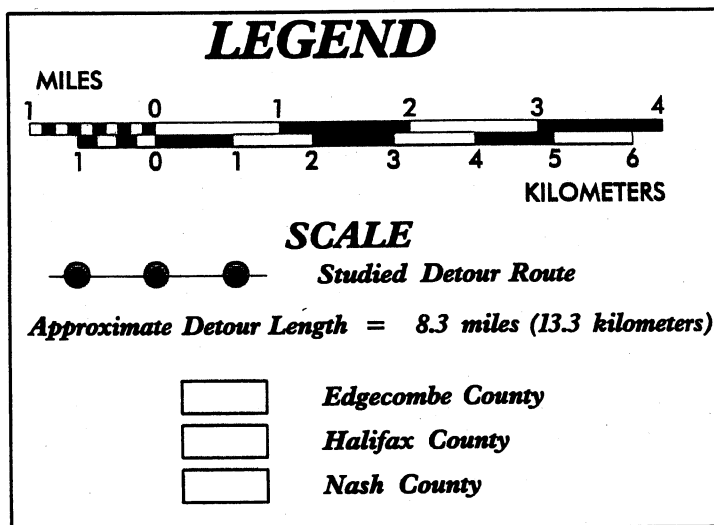 LEGEND
MILES
1 0 1 2 3 4
1 0 1 2 3 4 5 6
KILOMETERS
SCALE
Studied Detour Route
Approximate Detour Length = 8.3 miles (13.3 kilometers)
Edgecombe County
Halifax County
Nash County